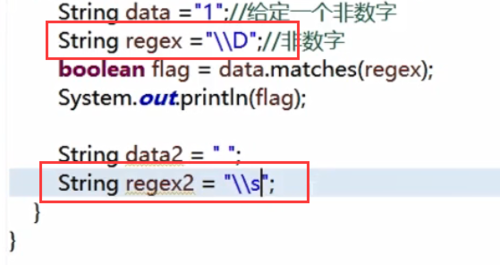 String data ="1";//给定一个非数字
String regex ="\\D";//非数字
boolean flag = data.matches(regex);
System.out.println(flag);
String data2 = " ";
String regex2 = "\\s";
}
}